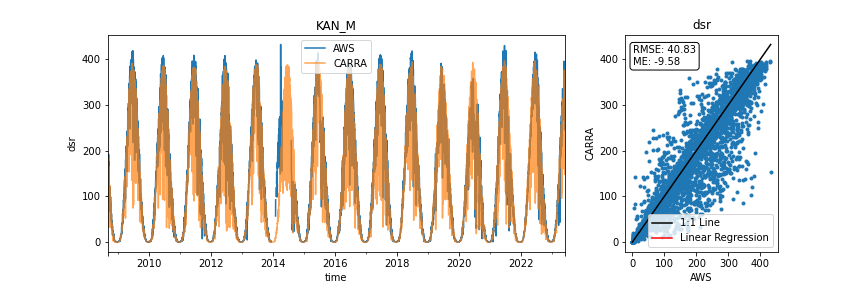 KAN_M
dsr
AWS
CARRA
400
300
200
100
0
dsr
2010
2012
2014
2016
2018
2020
2022
time
dsr
RMSE: 40.83
ME: -9.58
400
300
200
100
0
CARRA
1:1 Line
Linear Regression
0
100
200
300
400
AWS